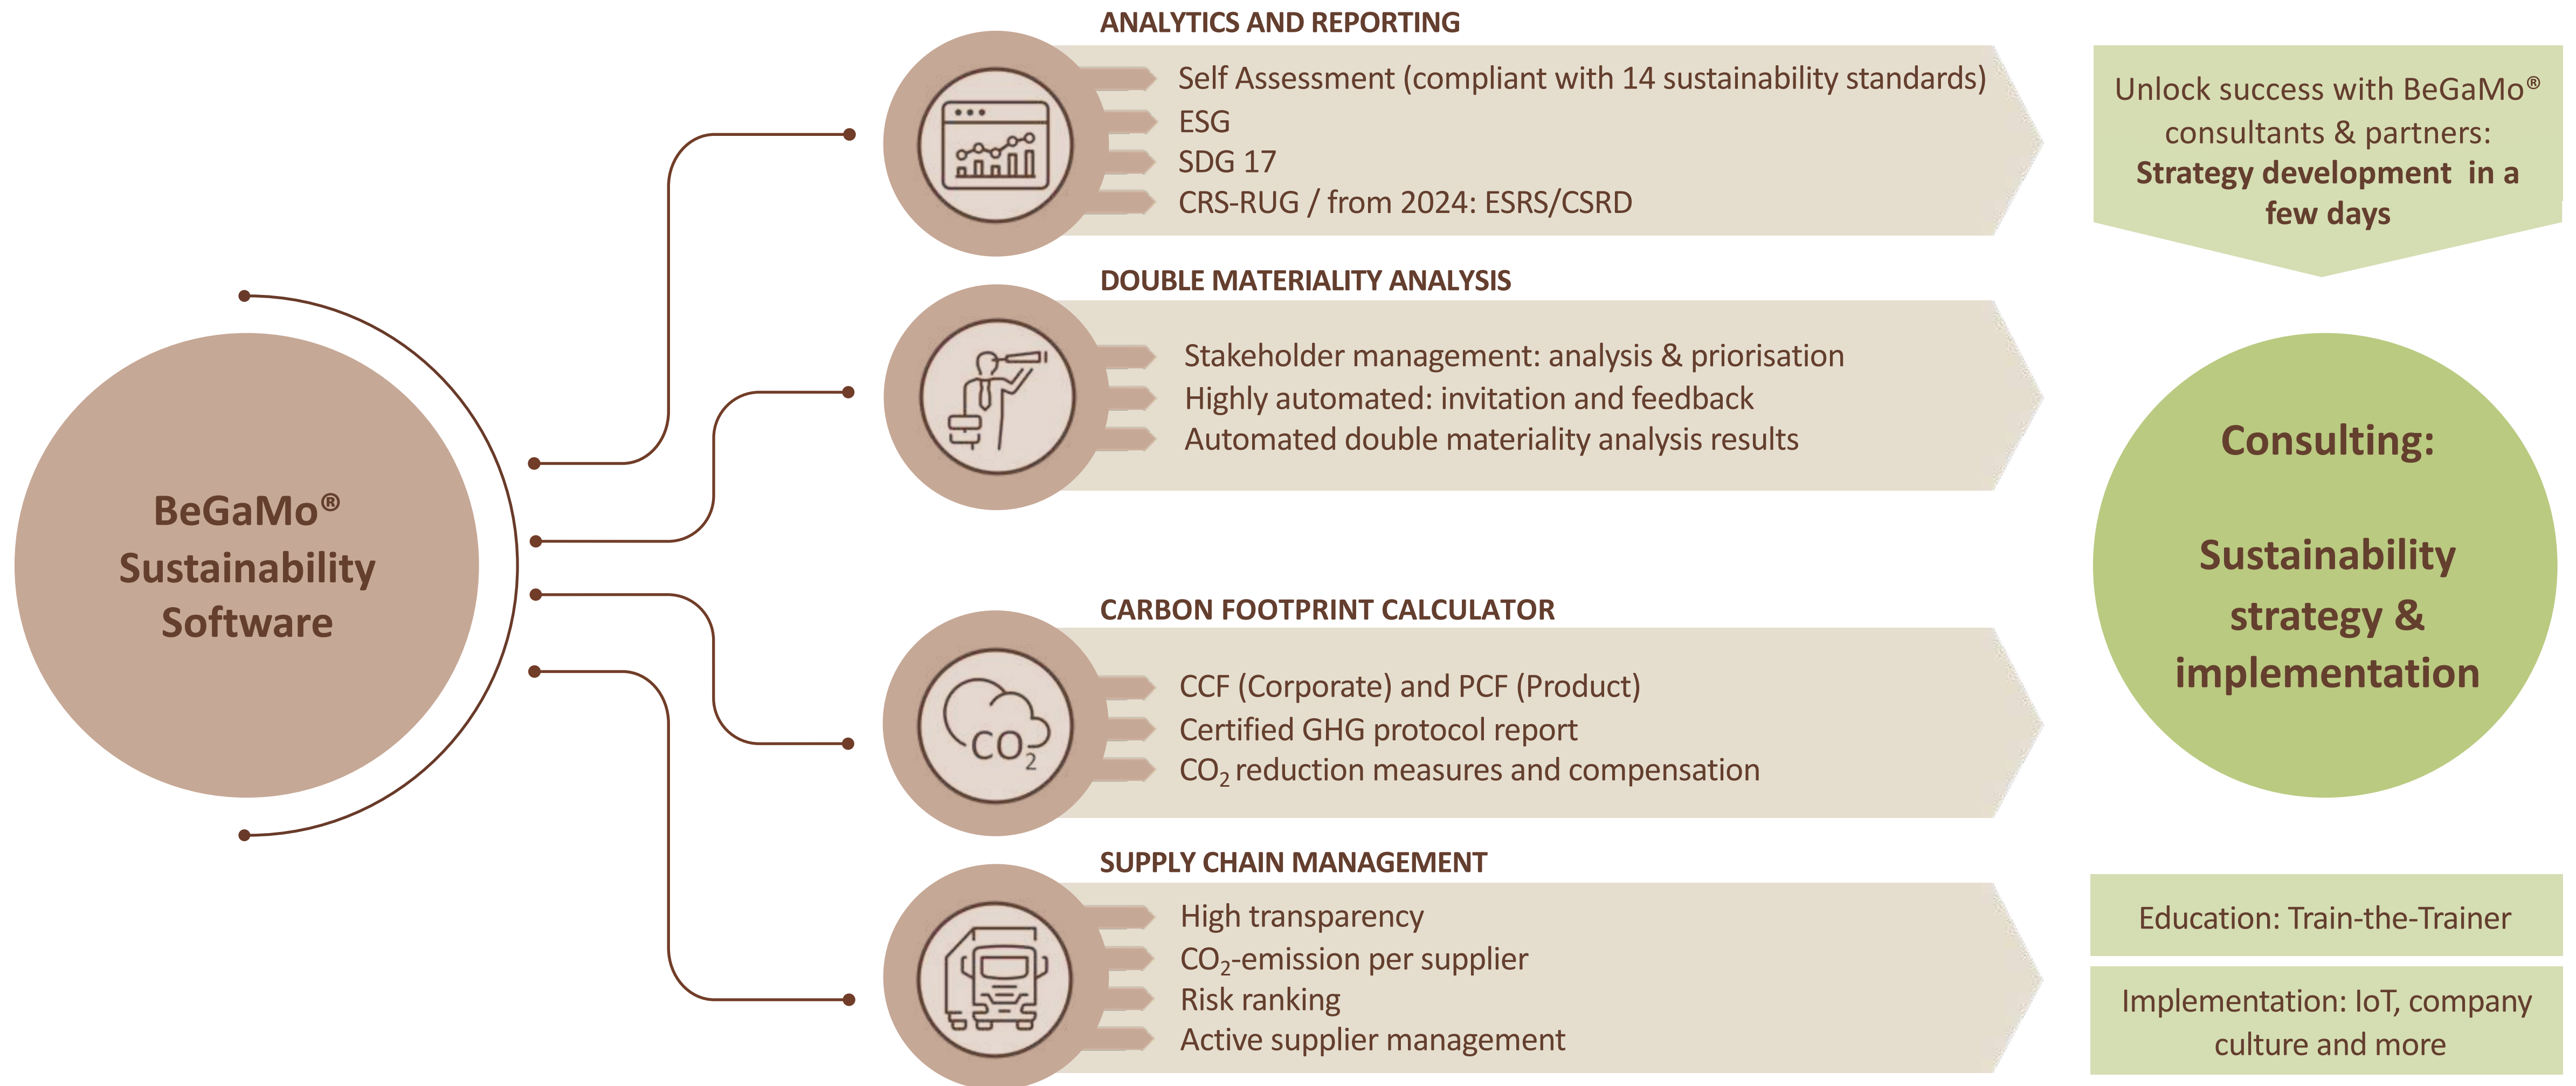 BeGaMo®
Sustainability
Software
ANALYTICS AND REPORTING
Self Assessment (compliant with 14 sustainability standards)
ESG
SDG 17
CRS-RUG / from 2024: ESRS/CSRD
DOUBLE MATERIALITY ANALYSIS
Stakeholder management: analysis & priorisation
Highly automated: invitation and feedback
Automated double materiality analysis results
CARBON FOOTPRINT CALCULATOR
CO₂
CCF (Corporate) and PCF (Product)
Certified GHG protocol report
CO₂ reduction measures and compensation
SUPPLY CHAIN MANAGEMENT
High transparency
CO₂-emission per supplier
Risk ranking
Active supplier management
Unlock success with BeGaMo®
consultants & partners:
Strategy development in a
few days
Consulting:
Sustainability
strategy &
implementation
Education: Train-the-Trainer
Implementation: IoT, company
culture and more